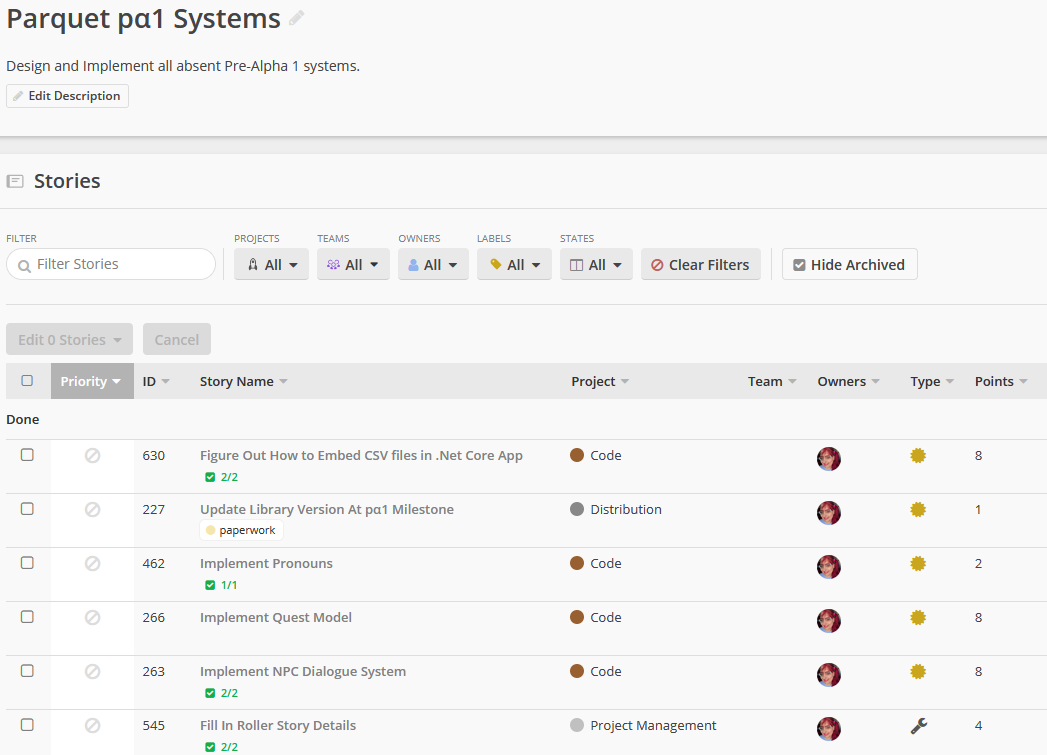 Parquet pα1 Systems
Design and Implement all absent Pre-Alpha 1 systems.
Edit Description
Stories
FILTER PROJECTS TEAMS OWNERS LABELS STATES
Filter Stories All All All All All Clear Filters Hide Archived
Edit 0 Stories Cancel
Priority ID Story Name Project Team Owners Type Points
Done
630 Figure Out How to Embed CSV files in .Net Core App Code 8
2/2
227 Update Library Version At pα1 Milestone Distribution 1
paperwork
462 Implement Pronouns Code 2
1/1
266 Implement Quest Model Code 8
263 Implement NPC Dialogue System Code 8
2/2
545 Fill In Roller Story Details Project Management 4
2/2